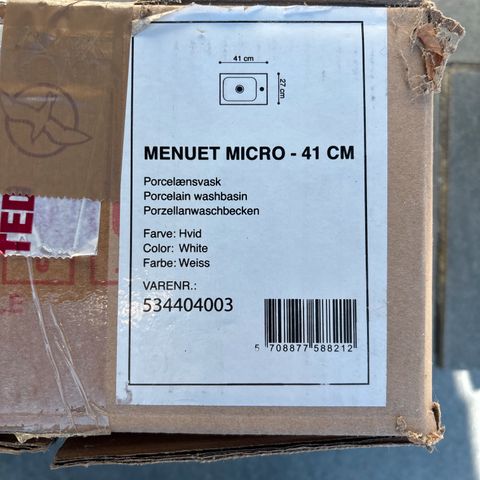 41 cm
27 cm
MENUET MICRO - 41 CM
Porcelænsvask
Porcelain washbasin
Porzellanwaschbecken
Farve: Hvid
Color: White
Farbe: Weiss
VARENR.:
534404003
5 708877 588212
TED